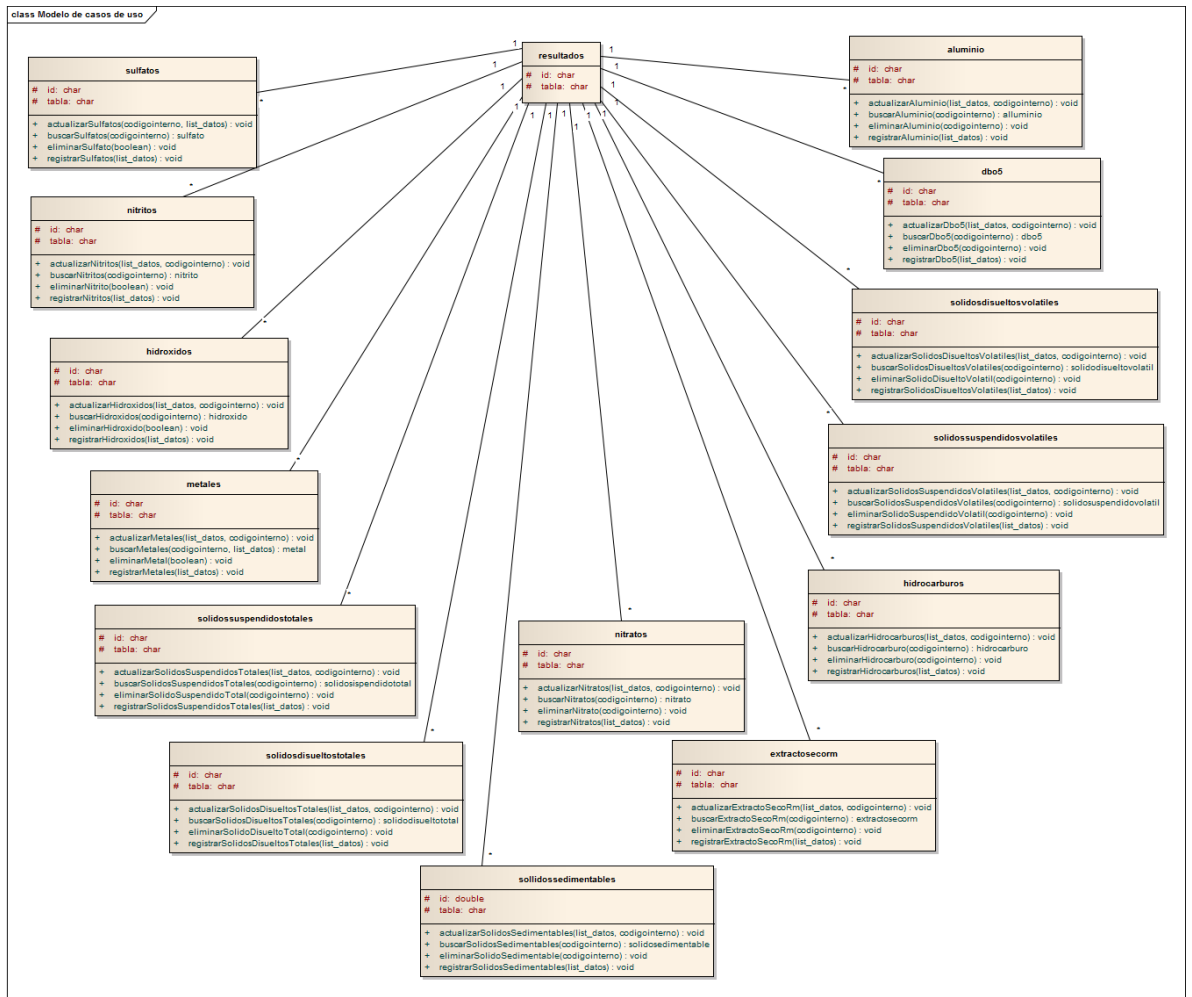 class Modelo de casos de uso
resultados
# id: char
# tabla: char
1
1
1
1
1
1
1
1
1
1
1
1
1
sulfatos
# id: char
# tabla: char
+ actualizarSulfatos(codigointerno, list_datos) : void
+ buscarSulfatos(codigointerno) : sulfato
+ eliminarSulfato(boolean) : void
+ registrarSulfatos(list_datos) : void
*
aluminio
# id: char
# tabla: char
+ actualizarAluminio(list_datos, codigointerno) : void
+ buscarAluminio(codigointerno) : alluminio
+ eliminarAluminio(codigointerno) : void
+ registrarAluminio(list_datos) : void
*
nitritos
# id: char
# tabla: char
+ actualizarNitritos(list_datos, codigointerno) : void
+ buscarNitritos(codigointerno) : nitrito
+ eliminarNitrito(boolean) : void
+ registrarNitritos(list_datos) : void
*
dbo5
# id: char
# tabla: char
+ actualizarDbo5(list_datos, codigointerno) : void
+ buscarDbo5(codigointerno) : dbo5
+ eliminarDbo5(codigointerno) : void
+ registrarDbo5(list_datos) : void
*
hidroxidos
# id: char
# tabla: char
+ actualizarHidroxidos(list_datos, codigointerno) : void
+ buscarHidroxidos(codigointerno) : hidroxido
+ eliminarHidroxido(boolean) : void
+ registrarHidroxidos(list_datos) : void
*
solidosdisueltosvolatiles
# id: char
# tabla: char
+ actualizarSolidosDisueltosVolatiles(list_datos, codigointerno) : void
+ buscarSolidosDisueltosVolatiles(codigointerno) : solidodisueltovolatil
+ eliminarSolidoDisueltoVolatil(codigointerno) : void
+ registrarSolidosDisueltosVolatiles(list_datos) : void
*
metales
# id: char
# tabla: char
+ actualizarMetales(list_datos, codigointerno) : void
+ buscarMetales(codigointerno, list_datos) : metal
+ eliminarMetal(boolean) : void
+ registrarMetales(list_datos) : void
*
solidossuspendidosvolatiles
# id: char
# tabla: char
+ actualizarSolidosSuspendidosVolatiles(list_datos, codigointerno) : void
+ buscarSolidosSuspendidosVolatiles(codigointerno) : solidosuspendidovolatil
+ eliminarSolidoSuspendidoVolatil(codigointerno) : void
+ registrarSolidosSuspendidosVolatiles(list_datos) : void
*
solidossuspendidostotales
# id: char
# tabla: char
+ actualizarSolidosSuspendidosTotales(list_datos, codigointerno) : void
+ buscarSolidosSuspendidosTotales(codigointerno) : solidosispendidototal
+ eliminarSolidoSuspendidoTotal(codigointerno) : void
+ registrarSolidosSuspendidosTotales(list_datos) : void
*
hidrocarburos
# id: char
# tabla: char
+ actualizarHidrocarburos(list_datos, codigointerno) : void
+ buscarHidrocarburo(codigointerno) : hidrocarburo
+ eliminarHidrocarburo(codigointerno) : void
+ registrarHidrocarburos(list_datos) : void
*
nitratos
# id: char
# tabla: char
+ actualizarNitratos(list_datos, codigointerno) : void
+ buscarNitratos(codigointerno) : nitrato
+ eliminarNitrato(codigointerno) : void
+ registrarNitratos(list_datos) : void
*
solidosdisueltostotales
# id: char
# tabla: char
+ actualizarSolidosDisueltosTotales(list_datos, codigointerno) : void
+ buscarSolidosDisueltosTotales(codigointerno) : solidodisueltototal
+ eliminarSolidoDisueltoTotal(codigointerno) : void
+ registrarSolidosDisueltosTotales(list_datos) : void
*
extractosecorm
# id: char
# tabla: char
+ actualizarExtractoSecoRm(list_datos, codigointerno) : void
+ buscarExtractoSecoRm(codigointerno) : extractosecorm
+ eliminarExtractoSecoRm(codigointerno) : void
+ registrarExtractoSecoRm(list_datos) : void
*
sollidossedimentables
# id: double
# tabla: char
+ actualizarSolidosSedimentables(list_datos, codigointerno) : void
+ buscarSolidosSedimentables(codigointerno) : solidosedimentable
+ eliminarSolidoSedimentable(codigointerno) : void
+ registrarSolidosSedimentables(list_datos) : void
*